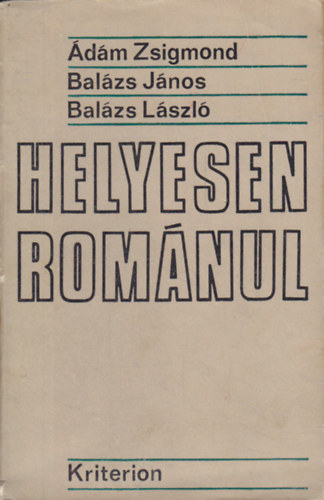 Ádám Zsigmond
Balázs János
Balázs László
HELYESEN
ROMÁNUL
Kriterion